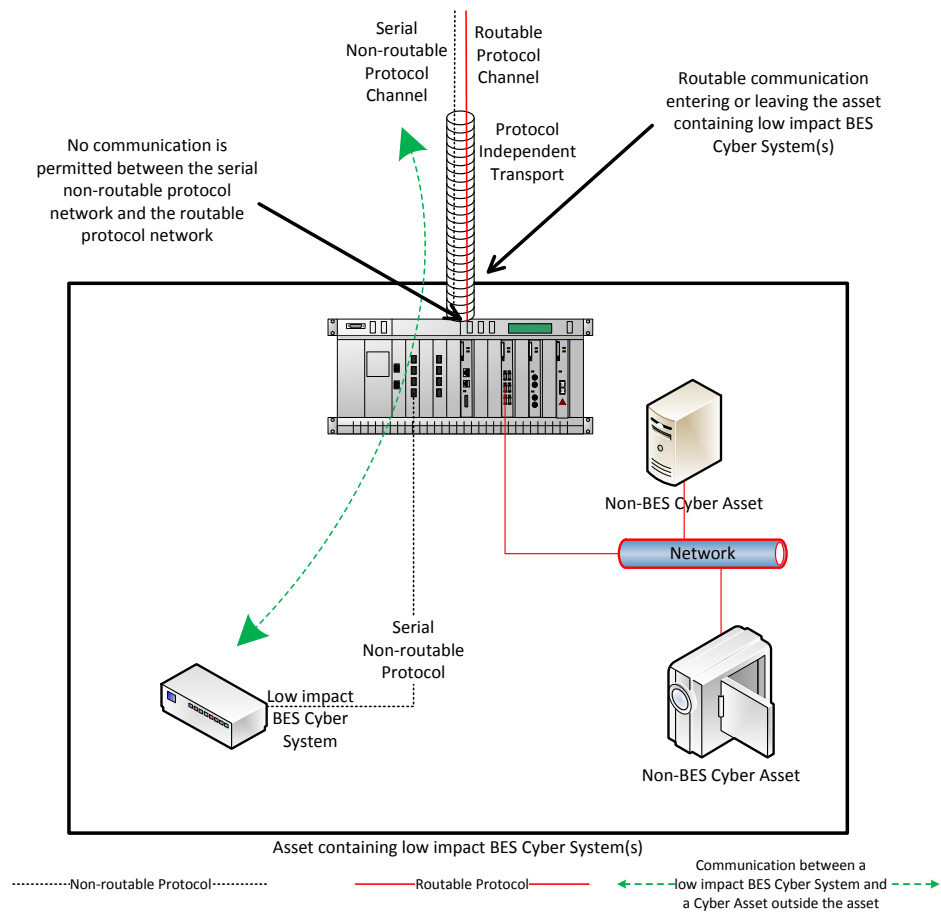 Serial
Non-routable
Protocol
Channel
Routable
Protocol
Channel
Routable communication
entering or leaving the asset
containing low impact BES
Cyber System(s)
Protocol
Independent
Transport
No communication is
permitted between the serial
non-routable protocol
network and the routable
protocol network
Non-BES Cyber Asset
Network
Serial
Non-routable
Protocol
Low impact
BES Cyber
System
Non-BES Cyber Asset
Asset containing low impact BES Cyber System(s)
Non-routable Protocol
Routable Protocol
Communication between a
low impact BES Cyber System and
a Cyber Asset outside the asset